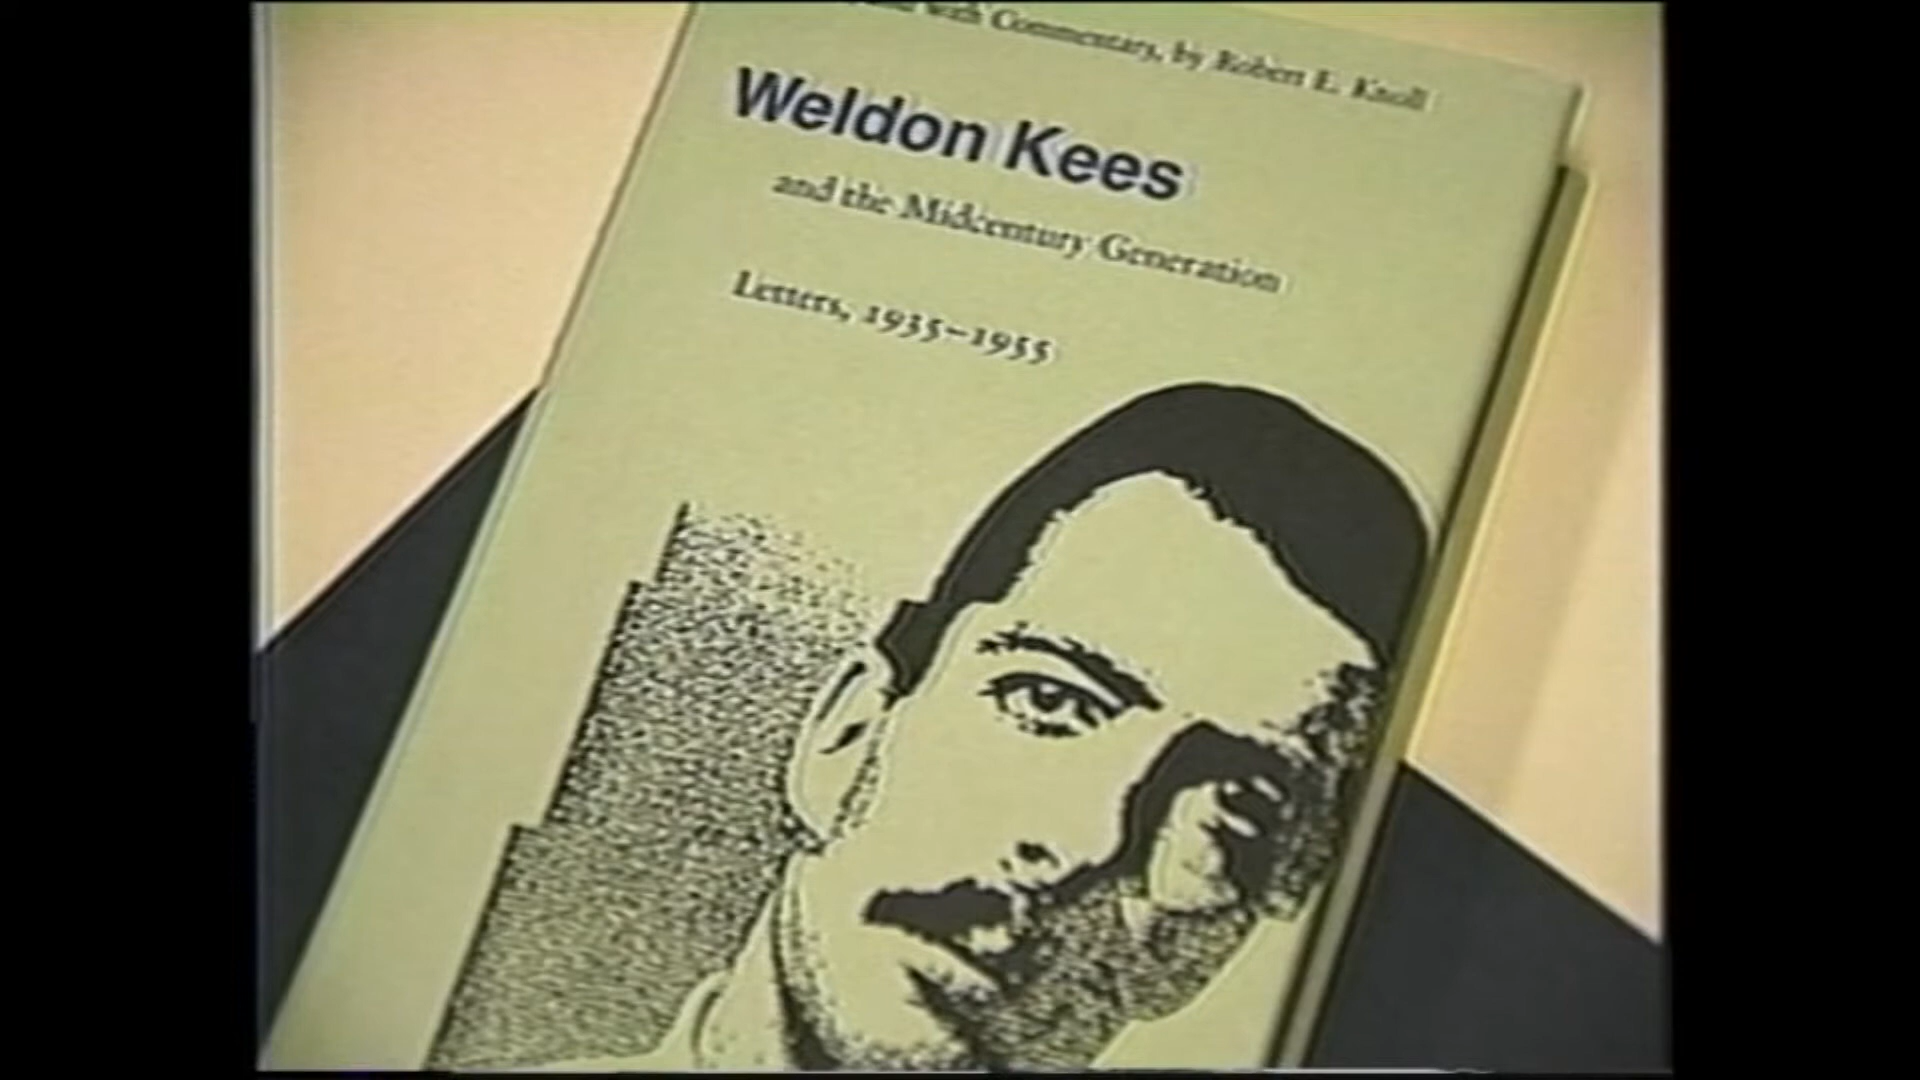 with Commentary, by Robert E. Knoll
Weldon Kees
and the Midcentury Generation
Letters, 1935–1955